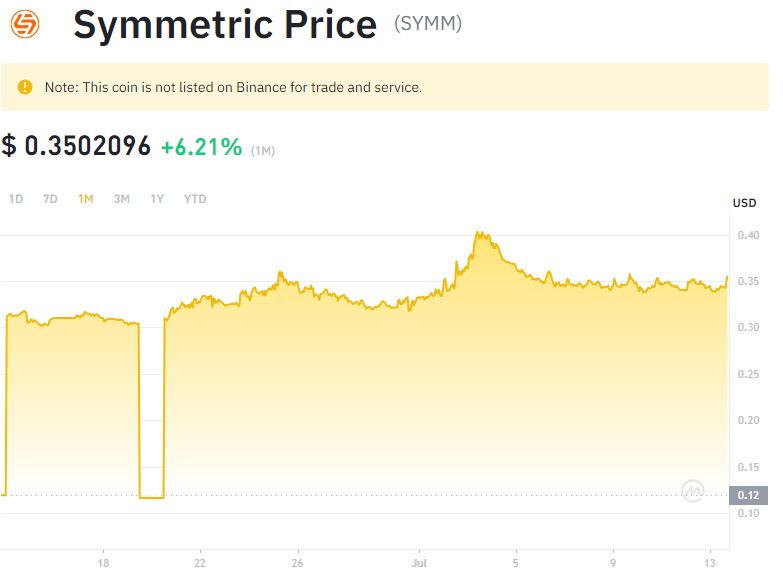 Symmetric Price (SYMM)
Note: This coin is not listed on Binance for trade and service.
$ 0.3502096 +6.21% (1M)
1D 7D 1M 3M 1Y YTD
USD
0.40
0.35
0.30
0.25
0.20
0.15
0.12
0.10
18 22 26 Jul 5 9 13